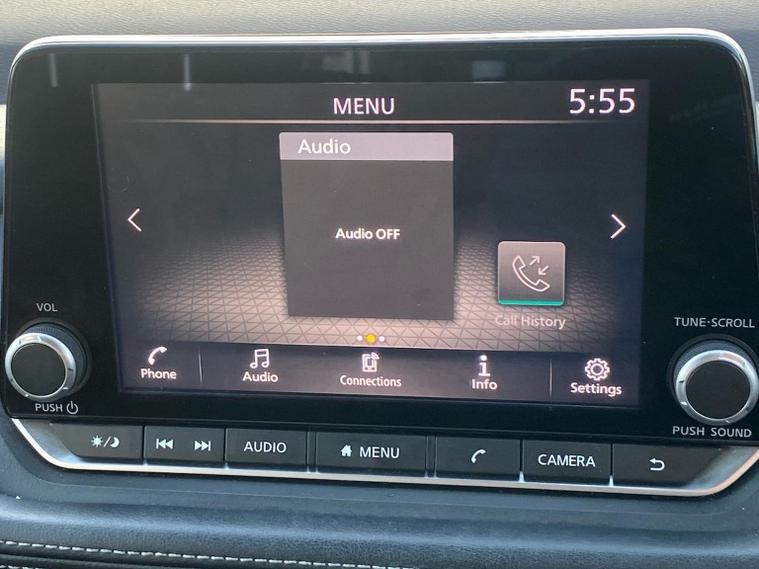 MENU
5:55
Audio
Audio OFF
Call History
VOL
TUNE·SCROLL
Phone
Audio
Connections
Info
Settings
PUSH
PUSH SOUND
AUDIO
MENU
CAMERA